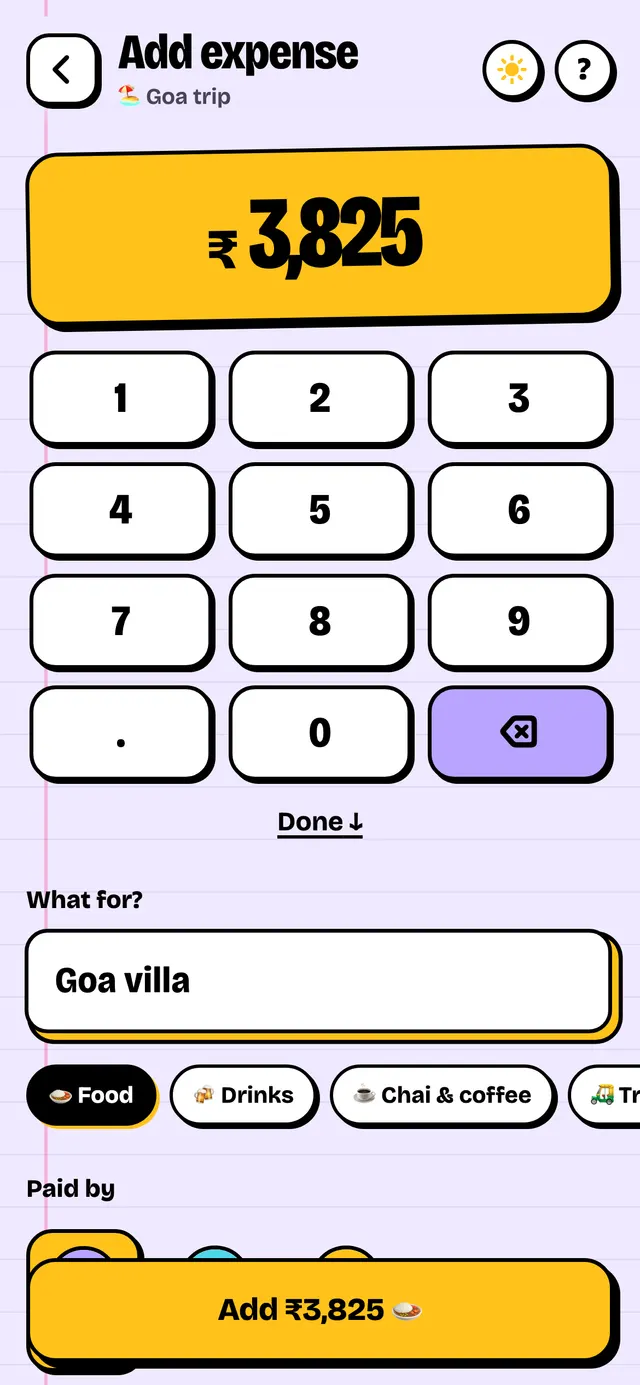 Add expense
Goa trip
?
₹ 3,825
1 2 3
4 5 6
7 8 9
. 0
Done ↓
What for?
Goa villa
Food Drinks Chai & coffee Tr
Paid by
Add ₹3,825